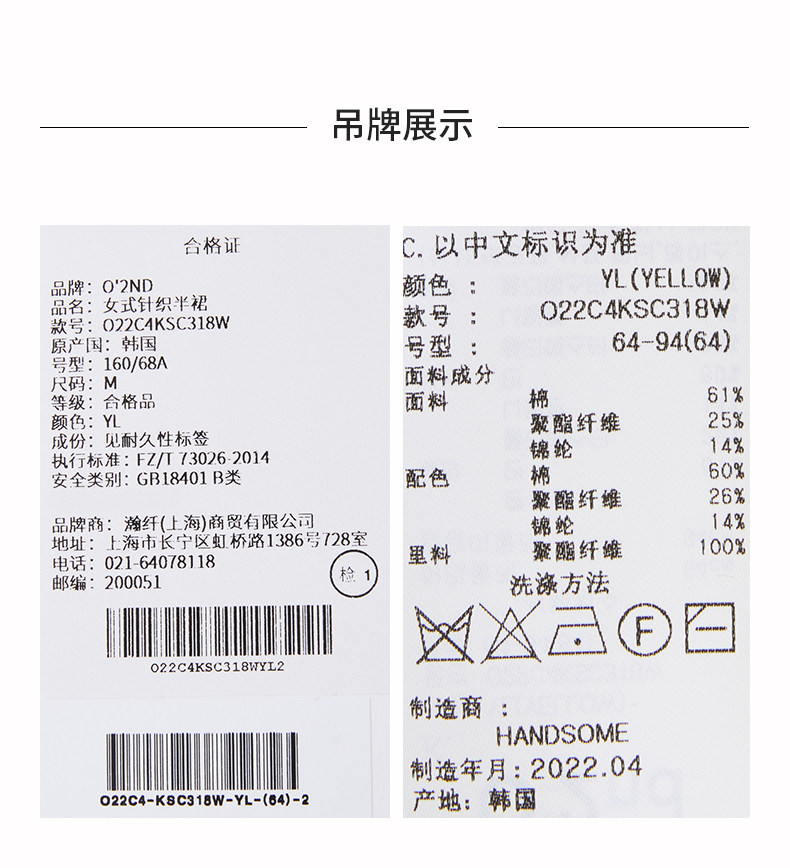 吊牌展示
合格证
品牌：O'2ND
品名：女式针织半裙
款号：O22C4KSC318W
原产国：韩国
号型：160/68A
尺码：M
等级：合格品
颜色：YL
成份：见耐久性标签
执行标准：FZ/T 73026-2014
安全类别：GB18401 B类
品牌商：瀚纤(上海)商贸有限公司
地址：上海市长宁区虹桥路1386号728室
电话：021-64078118
邮编：200051
检 1
O22C4KSC318WYL2
O22C4-KSC318W-YL-(64)-2
C. 以中文标识为准
颜色：YL(YELLOW)
款号：O22C4KSC318W
号型：64-94(64)
面料成分
面料 棉 61%
聚酯纤维 25%
锦纶 14%
配色 棉 60%
聚酯纤维 26%
锦纶 14%
里料 聚酯纤维 100%
洗涤方法
F
制造商：
HANDSOME
制造年月：2022.04
产地：韩国